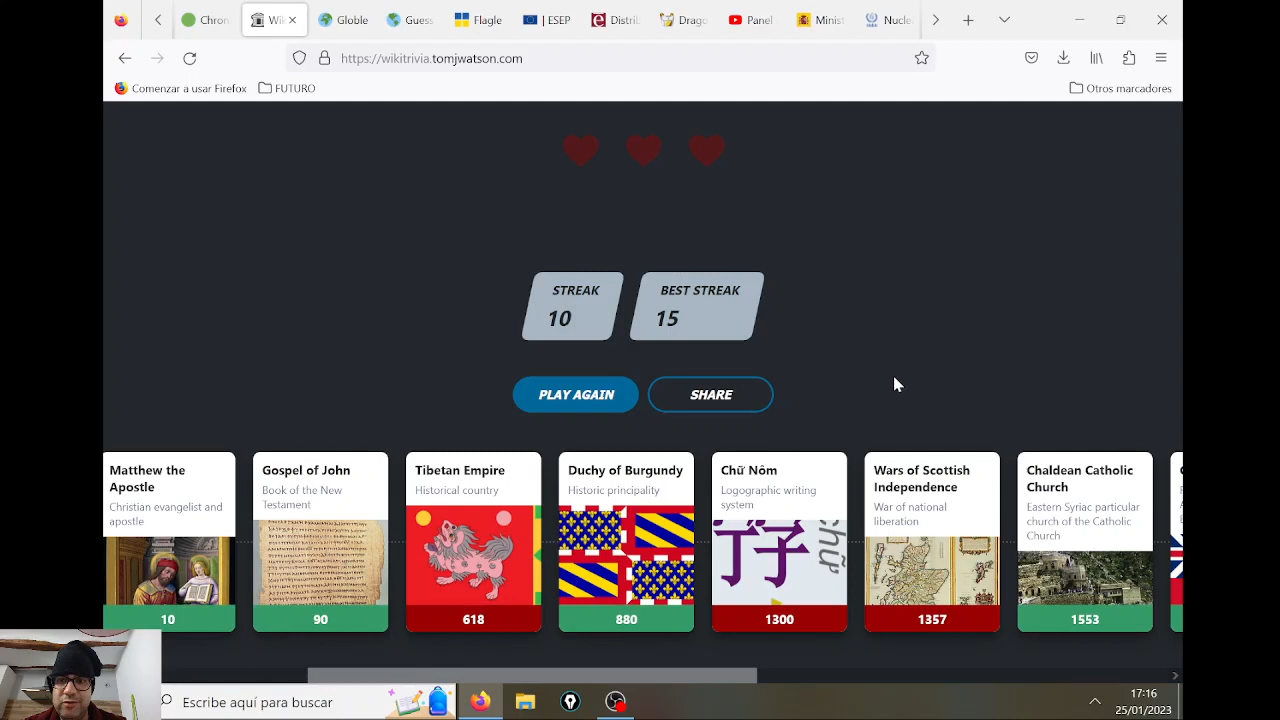 Chron
Wiki
Globle
Guess
Flagle
| ESEP
Distrib
Drago
Panel
Minist
Nucle
https://wikitrivia.tomjwatson.com
Comenzar a usar Firefox
FUTURO
Otros marcadores
STREAK
10
BEST STREAK
15
PLAY AGAIN
SHARE
Matthew the
Apostle
Christian evangelist and
apostle
10
Gospel of John
Book of the New
Testament
90
Tibetan Empire
Historical country
618
Duchy of Burgundy
Historic principality
880
Chữ Nôm
Logographic writing
system
chữ
1300
Wars of Scottish
Independence
War of national
liberation
1357
Chaldean Catholic
Church
Eastern Syriac particular
church of the Catholic
Church
1553
Escribe aquí para buscar
17:16
25/01/2023